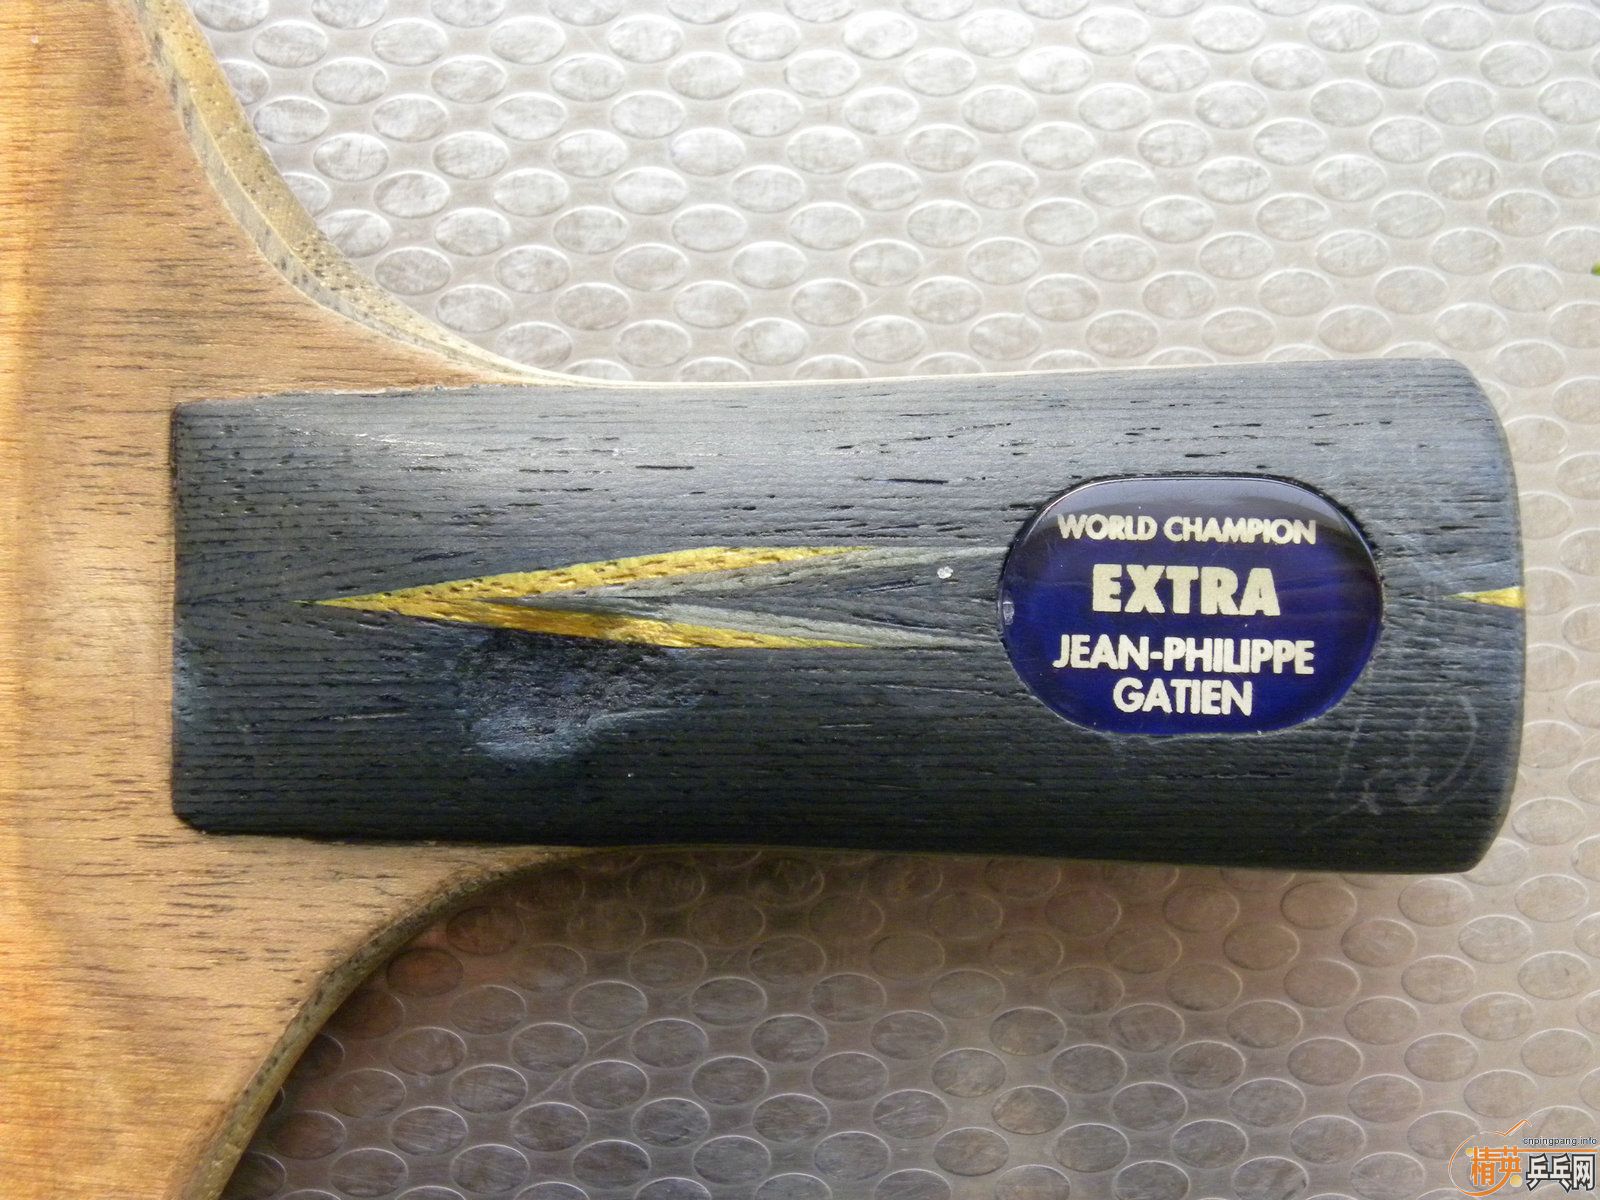 WORLD CHAMPION
EXTRA
JEAN-PHILIPPE
GATIEN
cnpingpang.info
精英乒乓网